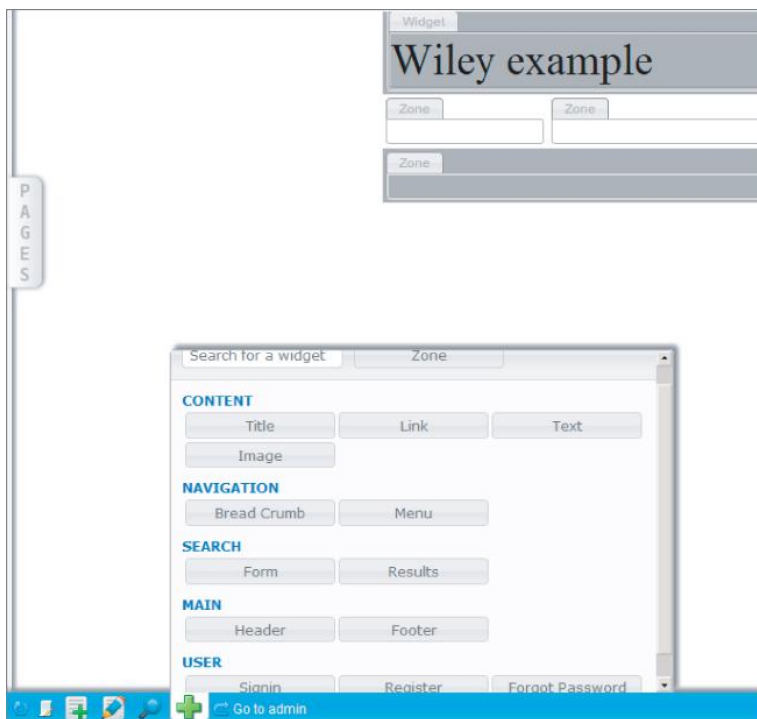 Widget
Wiley example
Zone Zone
Zone
P
A
G
E
S
Search for a widget Zone
CONTENT
Title Link Text
Image
NAVIGATION
Bread Crumb Menu
SEARCH
Form Results
MAIN
Header Footer
USER
Signin Register Forgot Password
Go to admin